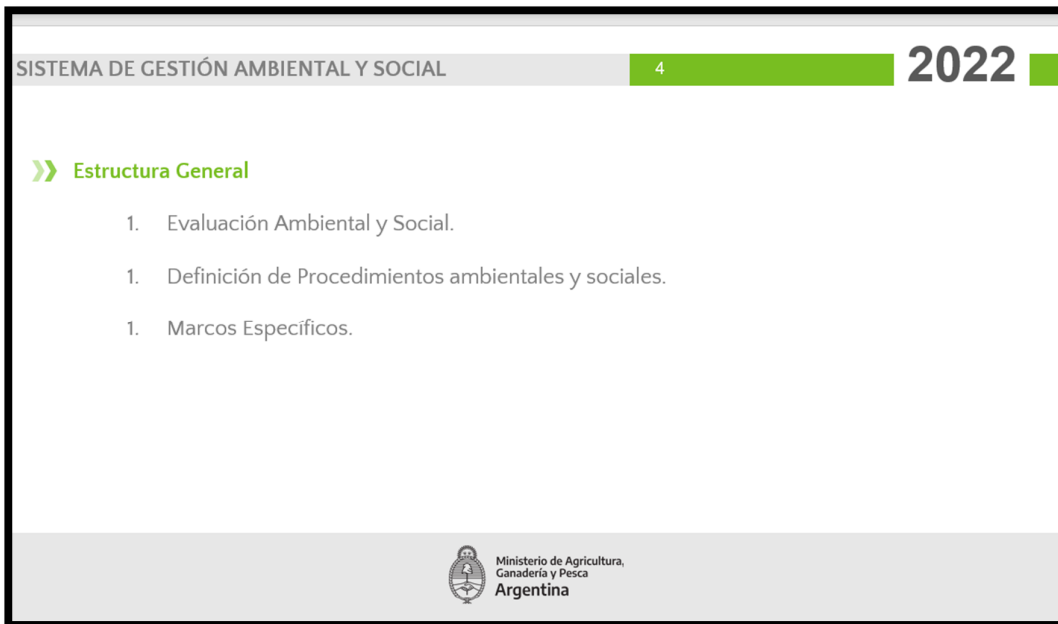 SISTEMA DE GESTIÓN AMBIENTAL Y SOCIAL
4
2022
Estructura General
1. Evaluación Ambiental y Social.
1. Definición de Procedimientos ambientales y sociales.
1. Marcos Específicos.
Ministerio de Agricultura,
Ganadería y Pesca
Argentina